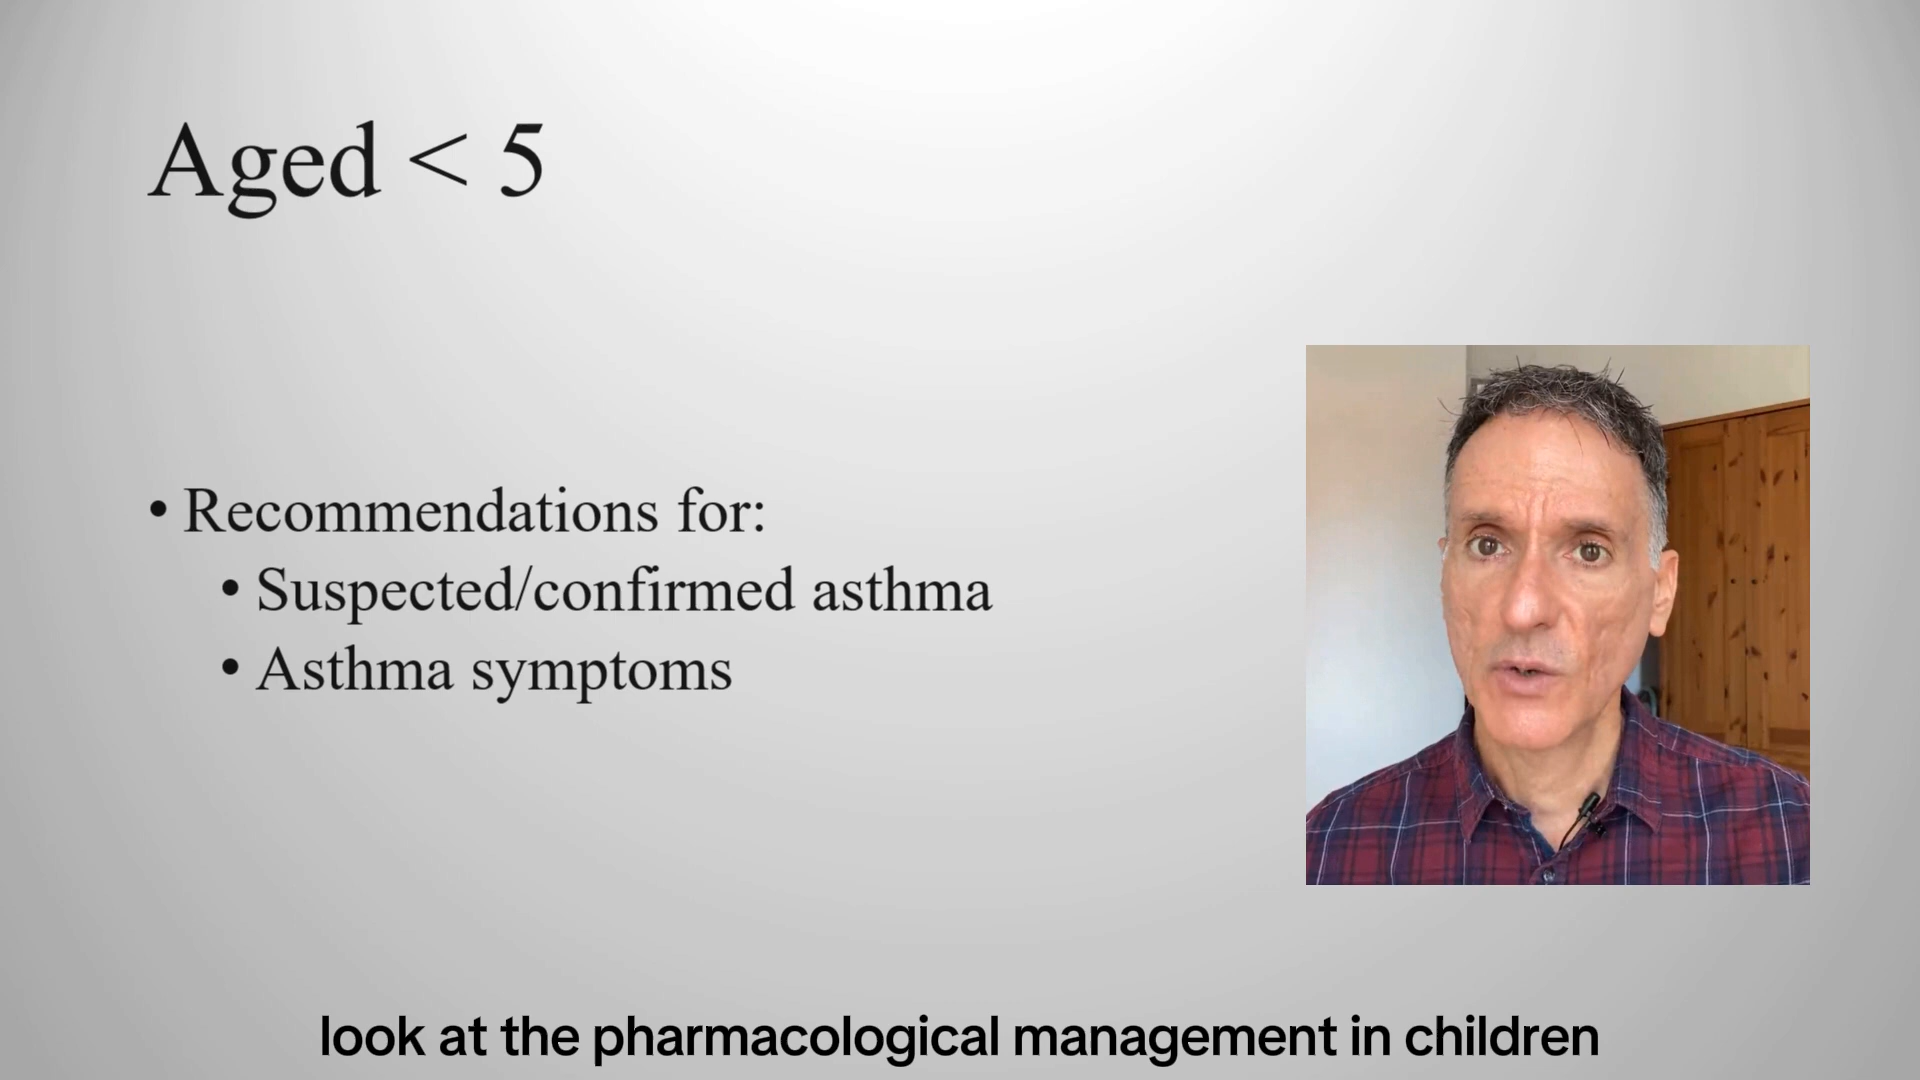 Aged < 5
• Recommendations for:
• Suspected/confirmed asthma
• Asthma symptoms
look at the pharmacological management in children